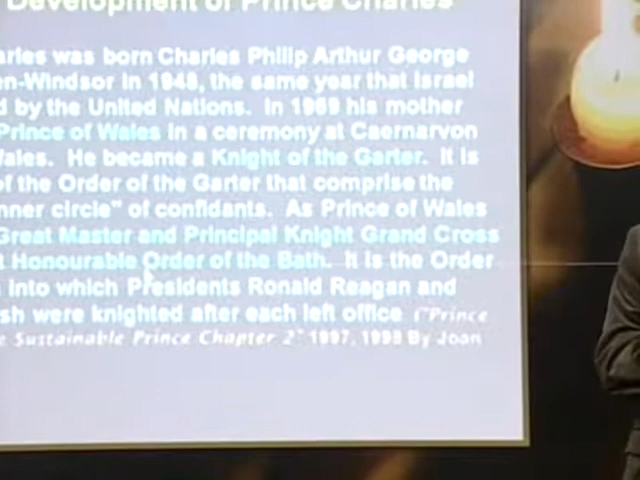 Development of Prince Charles
arles was born Charles Philip Arthur George
en-Windsor in 1948, the same year that Israel
d by the United Nations. In 1969 his mother
Prince of Wales in a ceremony at Caernarvon
Wales. He became a Knight of the Garter. It is
of the Order of the Garter that comprise the
nner circle" of confidants. As Prince of Wales
Great Master and Principal Knight Grand Cross
t Honourable Order of the Bath. It is the Order
into which Presidents Ronald Reagan and
sh were knighted after each left office ("Prince
e Sustainable Prince Chapter 2" 1997, 1998 By Joan